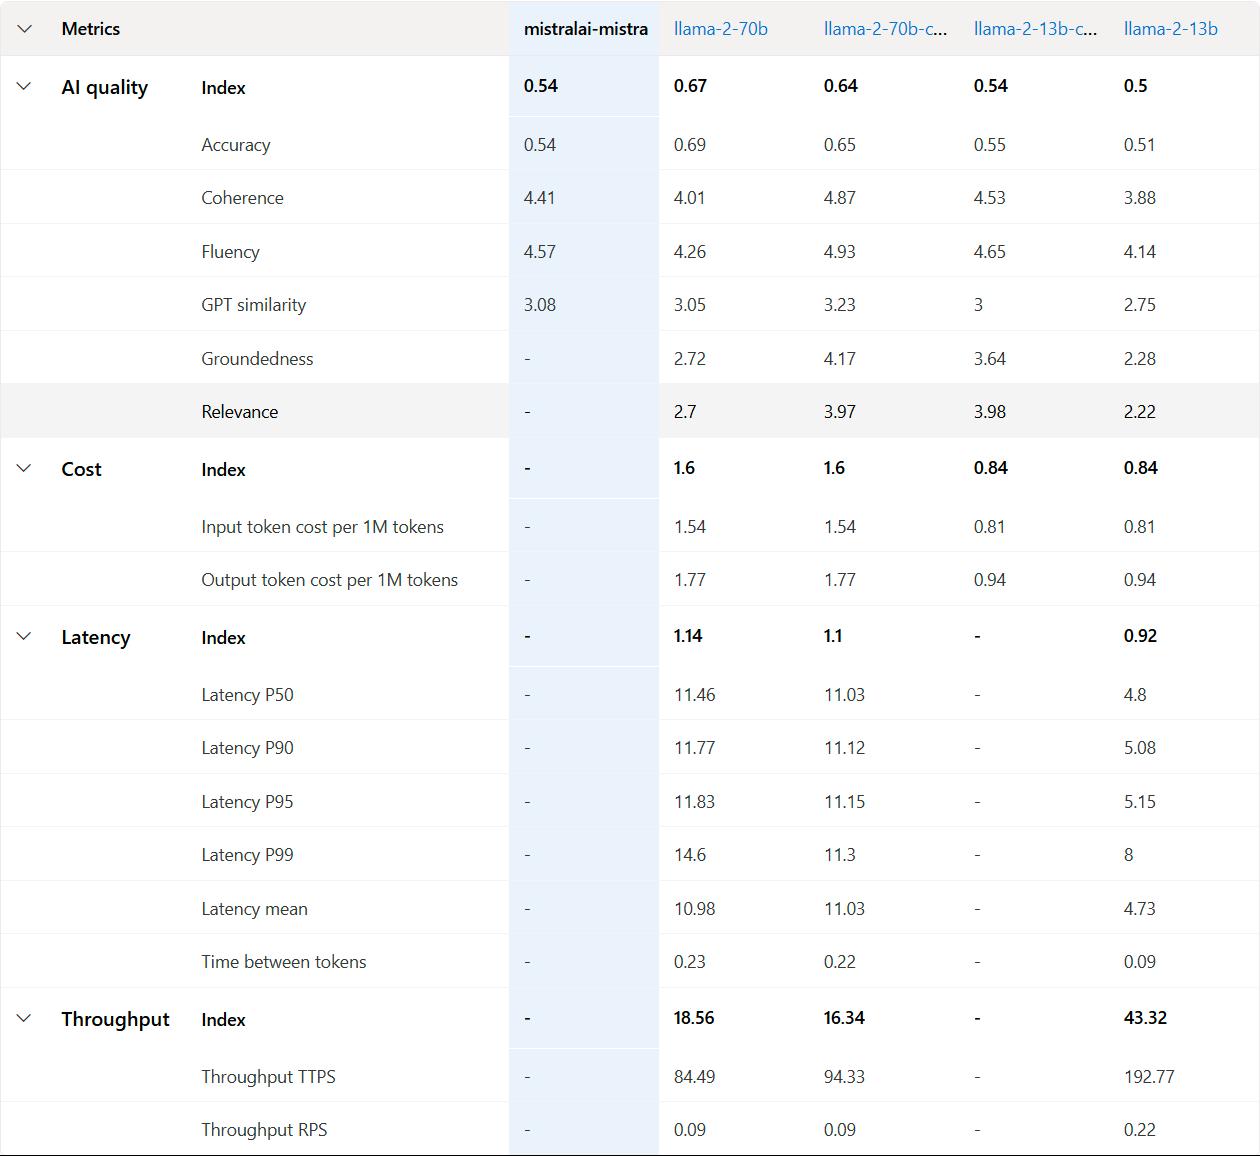 Metrics mistralai-mistra llama-2-70b llama-2-70b-c... llama-2-13b-c... llama-2-13b
AI quality Index 0.54 0.67 0.64 0.54 0.5
Accuracy 0.54 0.69 0.65 0.55 0.51
Coherence 4.41 4.01 4.87 4.53 3.88
Fluency 4.57 4.26 4.93 4.65 4.14
GPT similarity 3.08 3.05 3.23 3 2.75
Groundedness - 2.72 4.17 3.64 2.28
Relevance - 2.7 3.97 3.98 2.22
Cost Index - 1.6 1.6 0.84 0.84
Input token cost per 1M tokens - 1.54 1.54 0.81 0.81
Output token cost per 1M tokens - 1.77 1.77 0.94 0.94
Latency Index - 1.14 1.1 - 0.92
Latency P50 - 11.46 11.03 - 4.8
Latency P90 - 11.77 11.12 - 5.08
Latency P95 - 11.83 11.15 - 5.15
Latency P99 - 14.6 11.3 - 8
Latency mean - 10.98 11.03 - 4.73
Time between tokens - 0.23 0.22 - 0.09
Throughput Index - 18.56 16.34 - 43.32
Throughput TTPS - 84.49 94.33 - 192.77
Throughput RPS - 0.09 0.09 - 0.22